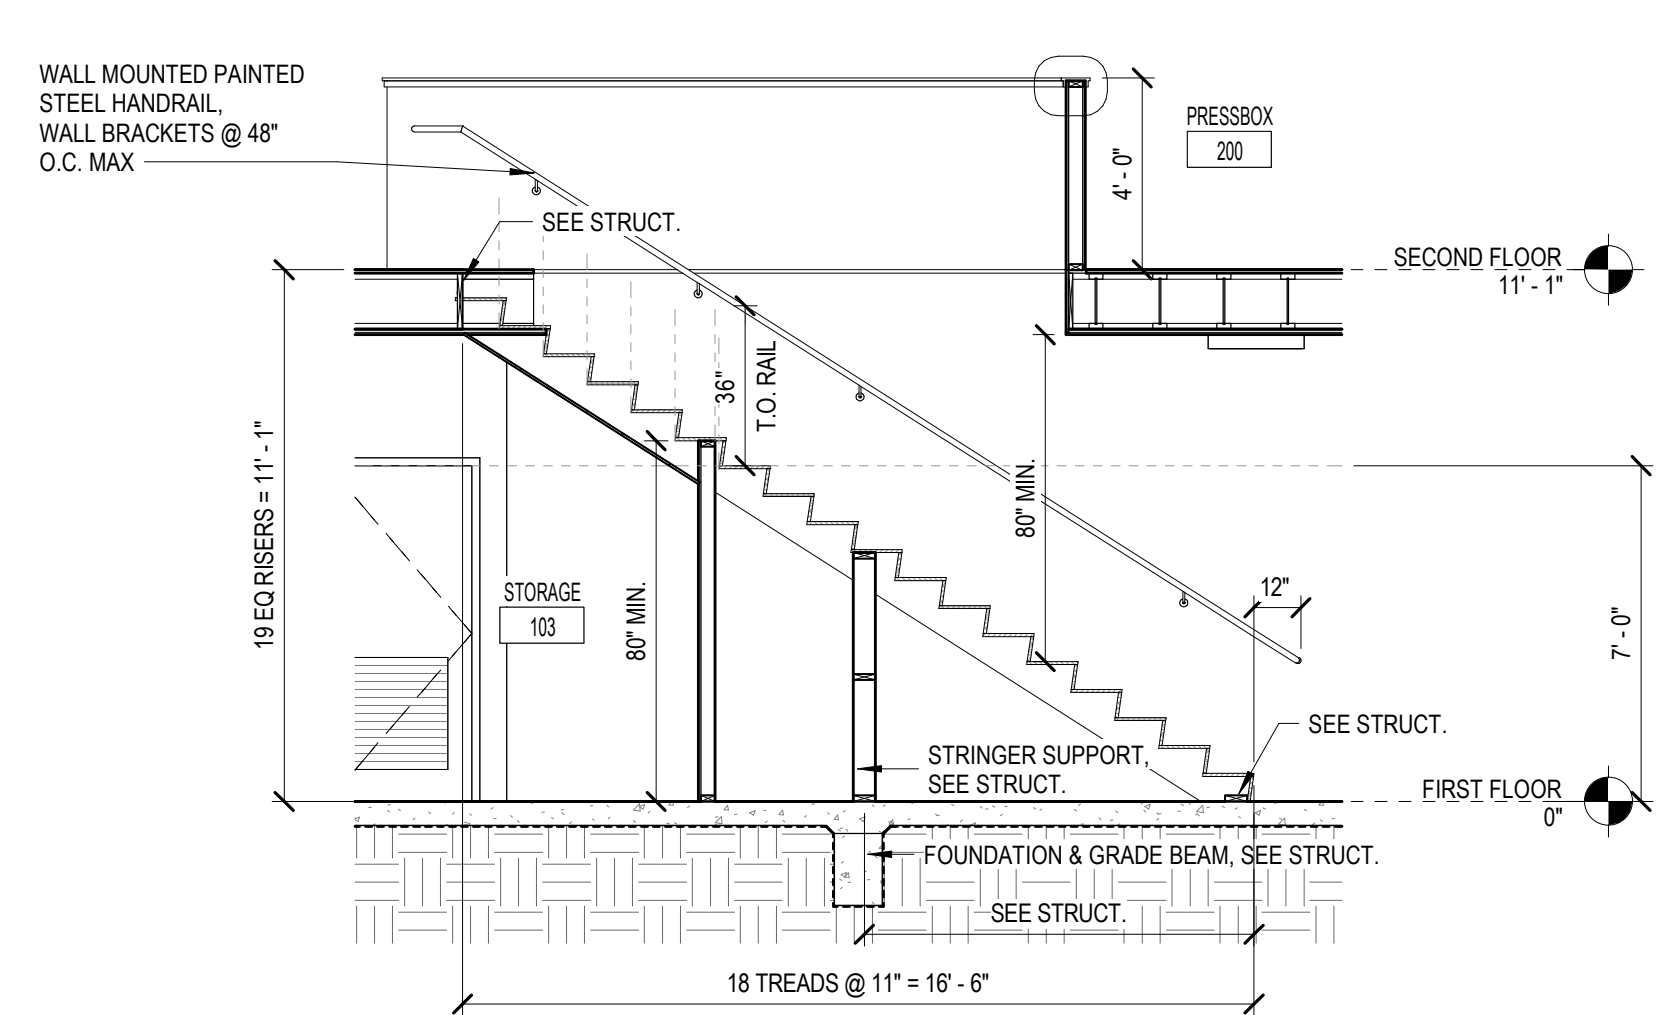 WALL MOUNTED PAINTED
STEEL HANDRAIL,
WALL BRACKETS @ 48"
O.C. MAX
PRESSBOX
200
4' - 0"
SEE STRUCT.
SECOND FLOOR
11' - 1"
36"
T.O. RAIL
19 EQ RISERS = 11' - 1"
80" MIN.
STORAGE
103
80" MIN.
12"
7' - 0"
SEE STRUCT.
STRINGER SUPPORT,
SEE STRUCT.
FIRST FLOOR
0"
FOUNDATION & GRADE BEAM, SEE STRUCT.
SEE STRUCT.
18 TREADS @ 11" = 16' - 6"